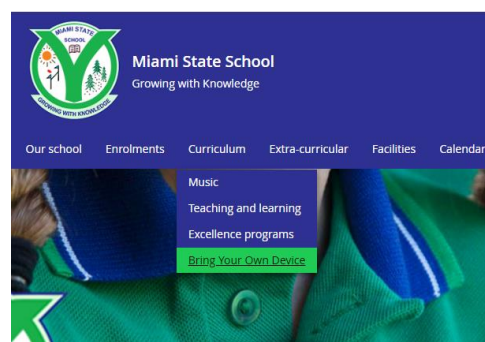 MIAMI STATE
SCHOOL
GROWING WITH KNOWLEDGE
Miami State School
Growing with Knowledge
Our school Enrolments Curriculum Extra-curricular Facilities Calendar
Music
Teaching and learning
Excellence programs
Bring Your Own Device